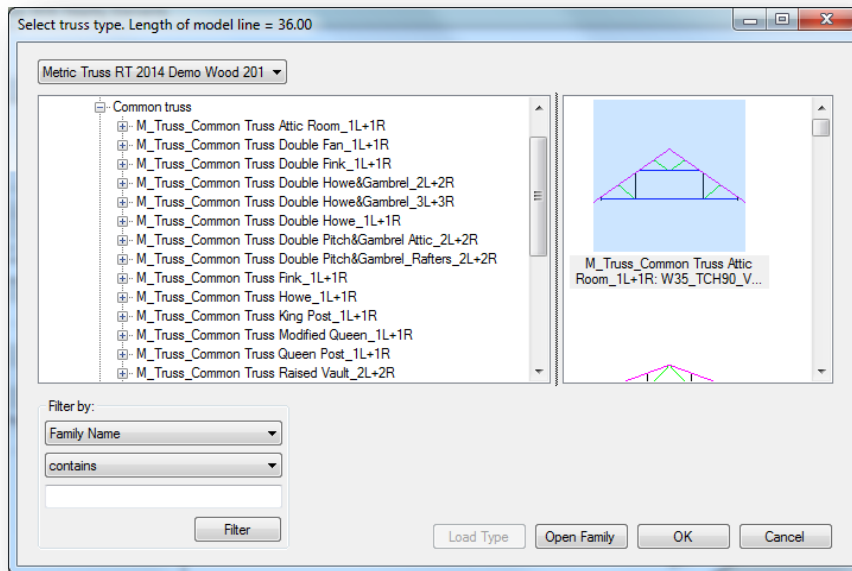 Select truss type. Length of model line = 36.00
Metric Truss RT 2014 Demo Wood 201
Common truss
M_Truss_Common Truss Attic Room_1L+1R
M_Truss_Common Truss Double Fan_1L+1R
M_Truss_Common Truss Double Fink_1L+1R
M_Truss_Common Truss Double Howe&Gambrel_2L+2R
M_Truss_Common Truss Double Howe&Gambrel_3L+3R
M_Truss_Common Truss Double Howe_1L+1R
M_Truss_Common Truss Double Pitch&Gambrel Attic_2L+2R
M_Truss_Common Truss Double Pitch&Gambrel_Rafters_2L+2R
M_Truss_Common Truss Fink_1L+1R
M_Truss_Common Truss Howe_1L+1R
M_Truss_Common Truss King Post_1L+1R
M_Truss_Common Truss Modified Queen_1L+1R
M_Truss_Common Truss Queen Post_1L+1R
M_Truss_Common Truss Raised Vault_2L+2R
M_Truss_Common Truss Attic
Room_1L+1R: W35_TCH90_V...
Filter by:
Family Name
contains
Filter
Load Type
Open Family
OK
Cancel